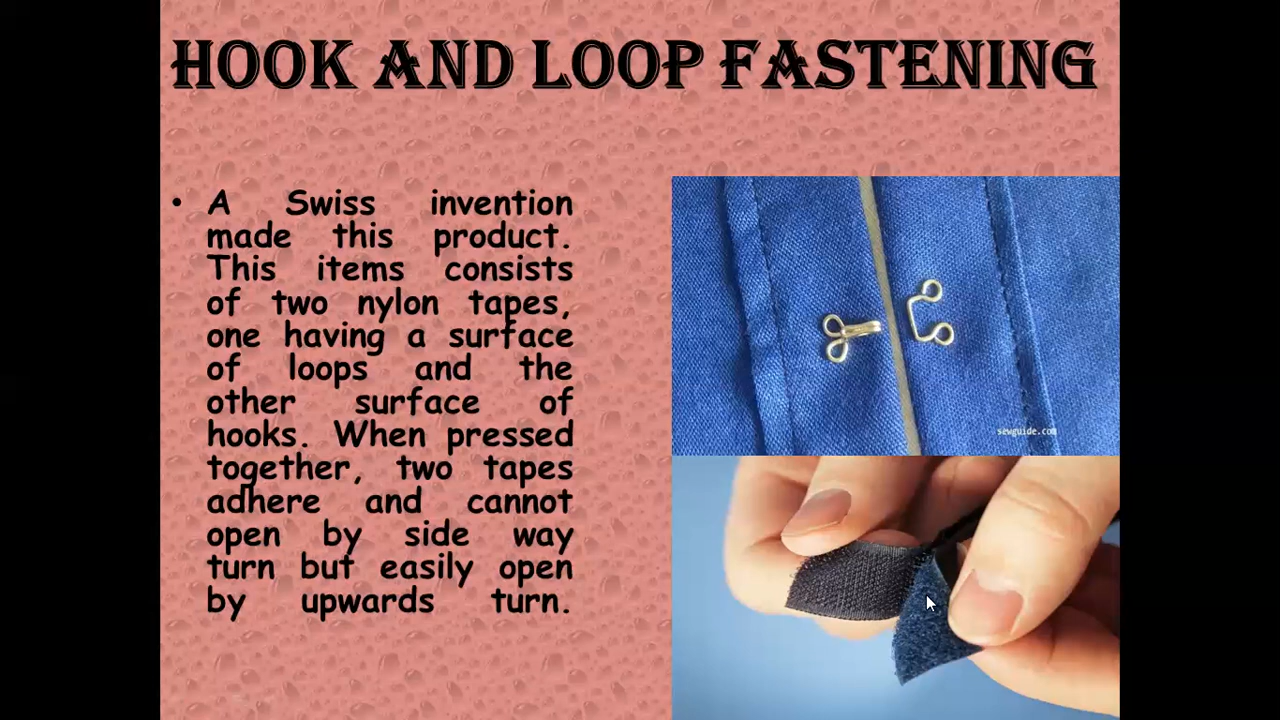 HOOK AND LOOP FASTENING
• A Swiss invention
made this product.
This items consists
of two nylon tapes,
one having a surface
of loops and the
other surface of
hooks. When pressed
together, two tapes
adhere and cannot
open by side way
turn but easily open
by upwards turn.
sewguide.com